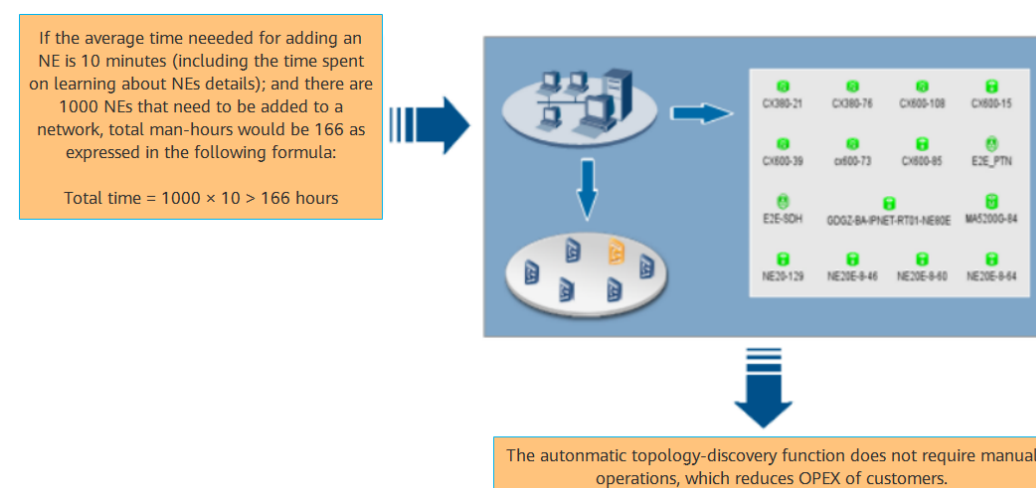 If the average time neeeded for adding an
NE is 10 minutes (including the time spent
on learning about NEs details); and there are
1000 NEs that need to be added to a
network, total man-hours would be 166 as
expressed in the following formula:
Total time = 1000 × 10 > 166 hours
CX380-21 CX380-76 CX600-108 CX600-15
CX600-39 cx600-73 CX600-85 E2E_PTN
E2E-SDH GDGZ-BA-IPNET-RT01-NE80E MA5200G-84
NE20-129 NE20E-8-46 NE20E-8-60 NE20E-8-64
The autonmatic topology-discovery function does not require manual
operations, which reduces OPEX of customers.